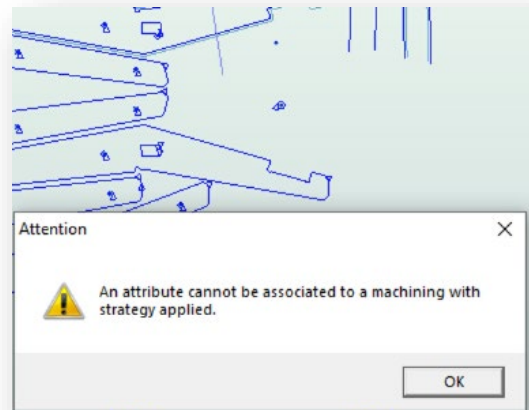 Attention
An attribute cannot be associated to a machining with
strategy applied.
OK